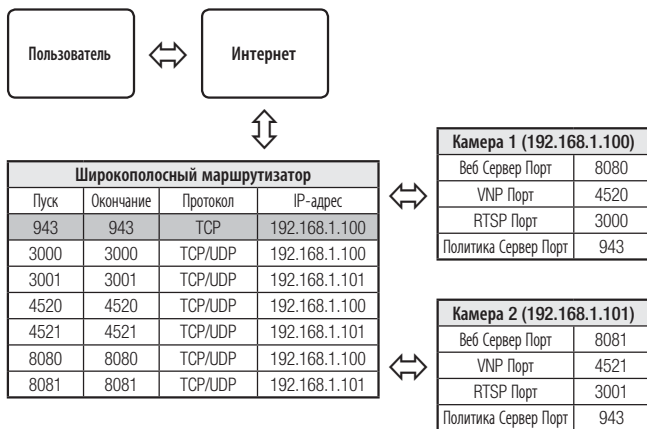 Пользователь
Интернет
Широкополосный маршрутизатор
Пуск Окончание Протокол IP-адрес
943 943 TCP 192.168.1.100
3000 3000 TCP/UDP 192.168.1.100
3001 3001 TCP/UDP 192.168.1.101
4520 4520 TCP/UDP 192.168.1.100
4521 4521 TCP/UDP 192.168.1.101
8080 8080 TCP/UDP 192.168.1.100
8081 8081 TCP/UDP 192.168.1.101
Камера 1 (192.168.1.100)
Веб Сервер Порт 8080
VNP Порт 4520
RTSP Порт 3000
Политика Сервер Порт 943
Камера 2 (192.168.1.101)
Веб Сервер Порт 8081
VNP Порт 4521
RTSP Порт 3001
Политика Сервер Порт 943